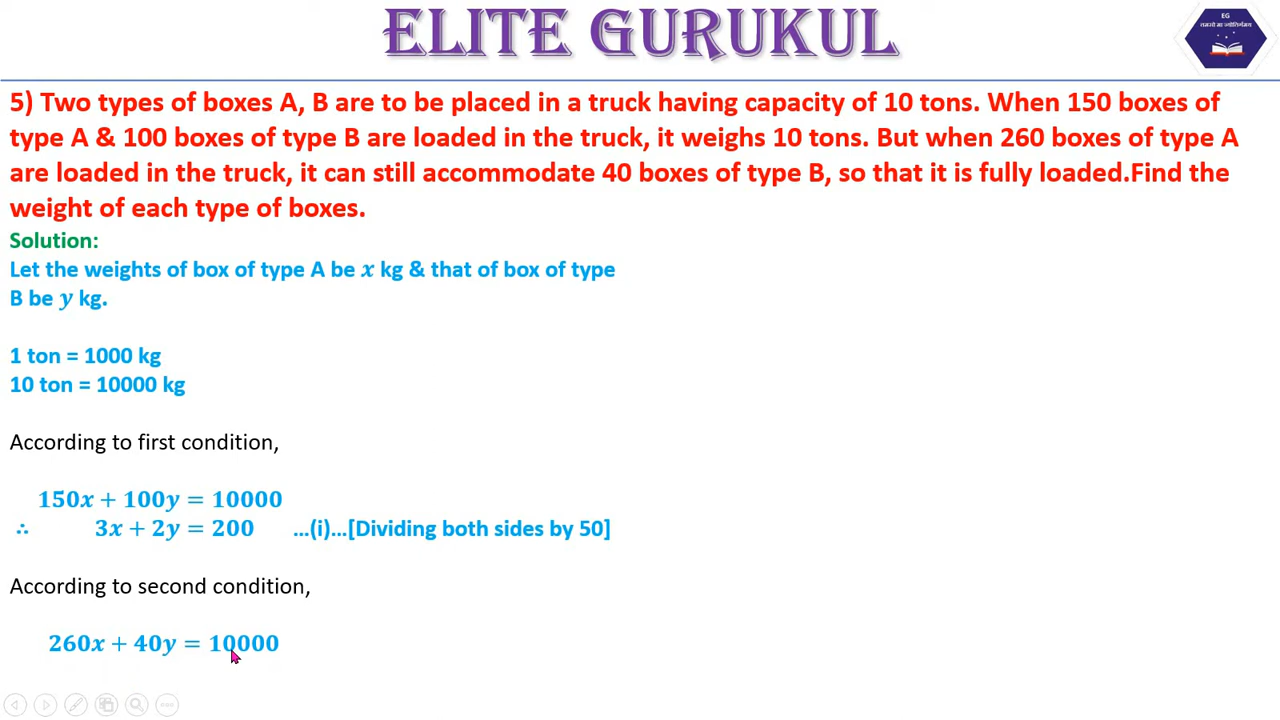 ELITE GURUKUL
EG
तमसो मा ज्योतिर्गमय
5) Two types of boxes A, B are to be placed in a truck having capacity of 10 tons. When 150 boxes of
type A & 100 boxes of type B are loaded in the truck, it weighs 10 tons. But when 260 boxes of type A
are loaded in the truck, it can still accommodate 40 boxes of type B, so that it is fully loaded.Find the
weight of each type of boxes.
Solution:
Let the weights of box of type A be x kg & that of box of type
B be y kg.
1 ton = 1000 kg
10 ton = 10000 kg
According to first condition,
150x + 100y = 10000
∴ 3x + 2y = 200 …(i)…[Dividing both sides by 50]
According to second condition,
260x + 40y = 10000